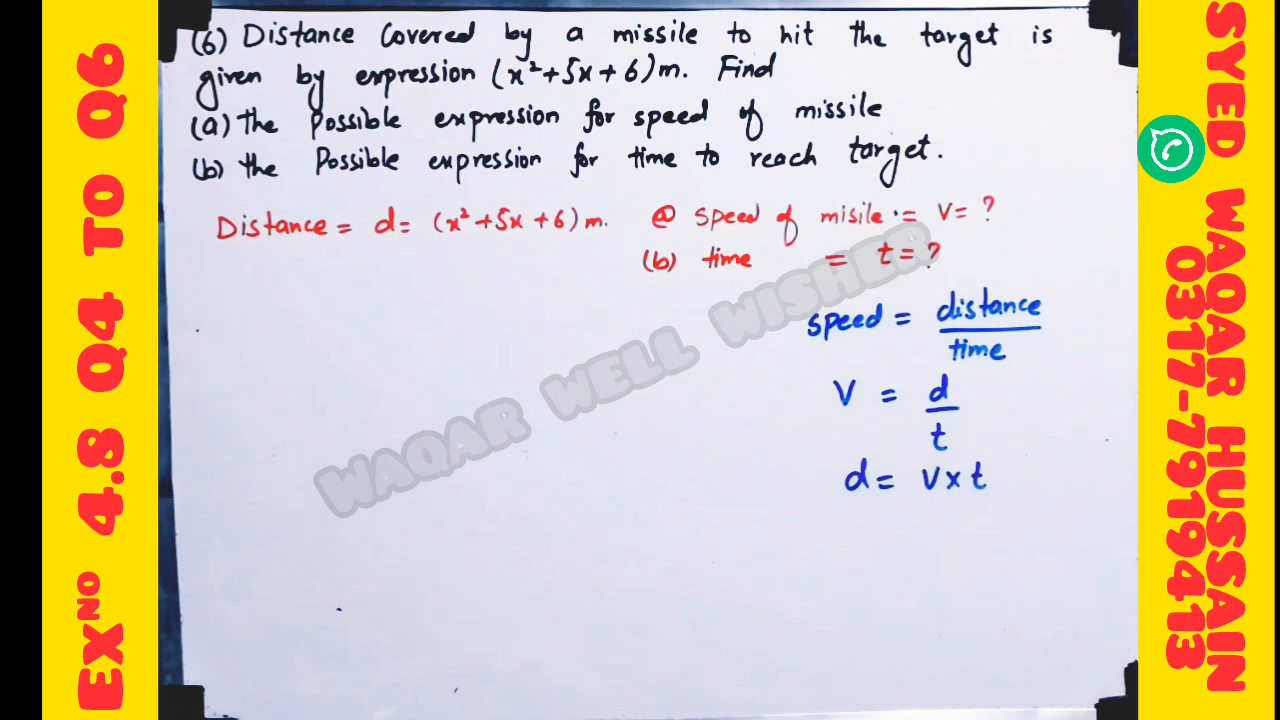 (6) Distance Covered by a missile to hit the target is
given by expression (x²+5x+6)m. Find
(a) the Possible expression for speed of missile
(b) the Possible expression for time to reach target.
Distance = d= (x²+5x+6)m.
@ Speed of misile = V= ?
(b) time = t= ?
speed = distance/time
V = d/t
d= V×t
WAQAR WELL WISHER
EXᴺᴼ 4.8 Q4 TO Q6
SYED WAQAR HUSSAIN
0317-7919413